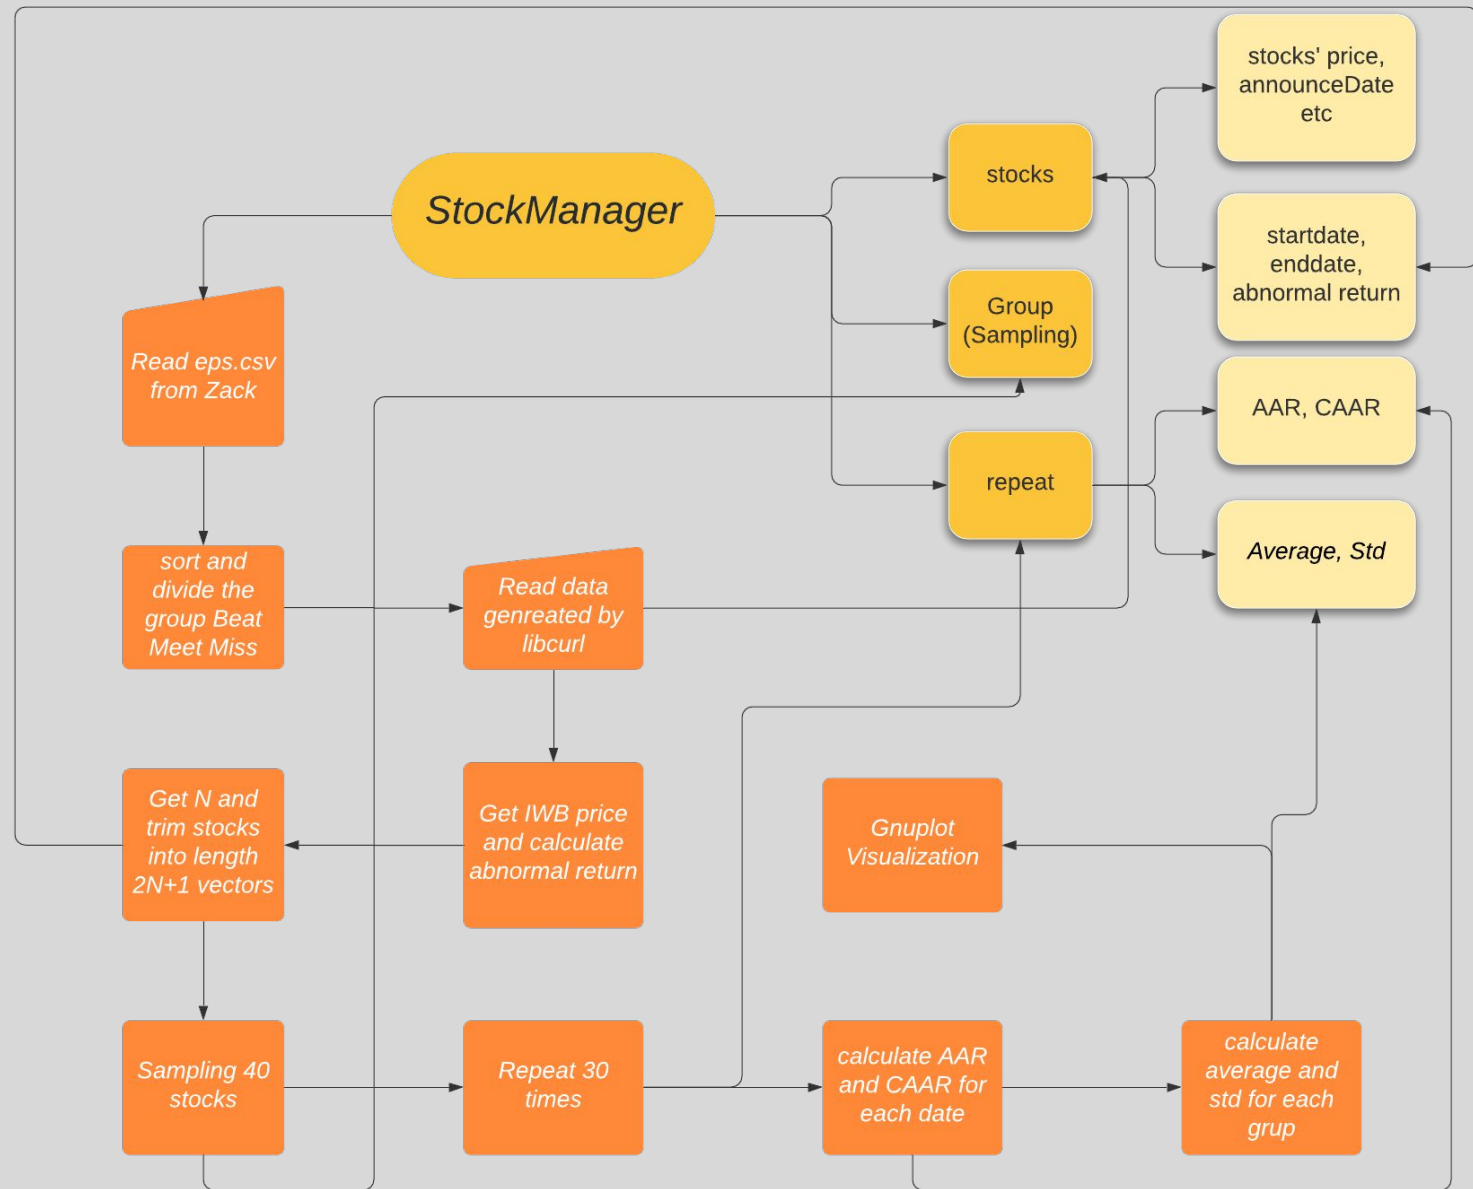 stocks' price,
announceDate
etc
StockManager
stocks
startdate,
enddate,
abnormal return
Group
(Sampling)
Read eps.csv
from Zack
AAR, CAAR
repeat
Average, Std
sort and
divide the
group Beat
Meet Miss
Read data
genreated by
libcurl
Get N and
trim stocks
into length
2N+1 vectors
Get IWB price
and calculate
abnormal return
Gnuplot
Visualization
Sampling 40
stocks
Repeat 30
times
calculate AAR
and CAAR for
each date
calculate
average and
std for each
grup